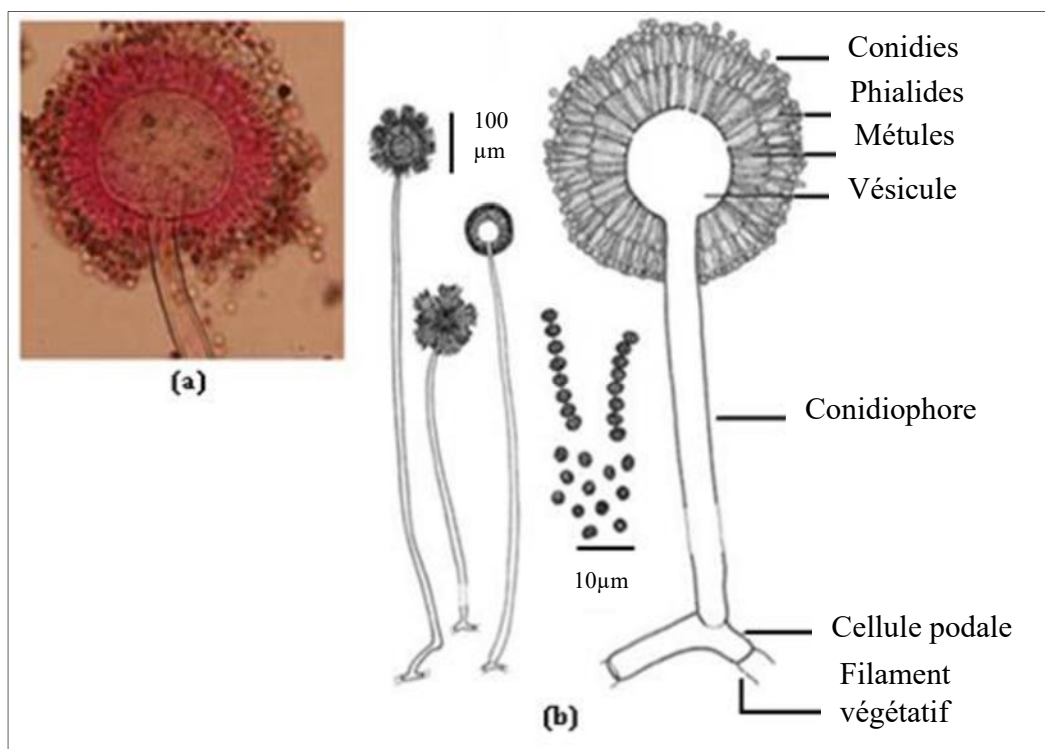 Conidies
Phialides
Métules
Vésicule
100
µm
Conidiophore
10µm
Cellule podale
Filament
végétatif
(a)
(b)